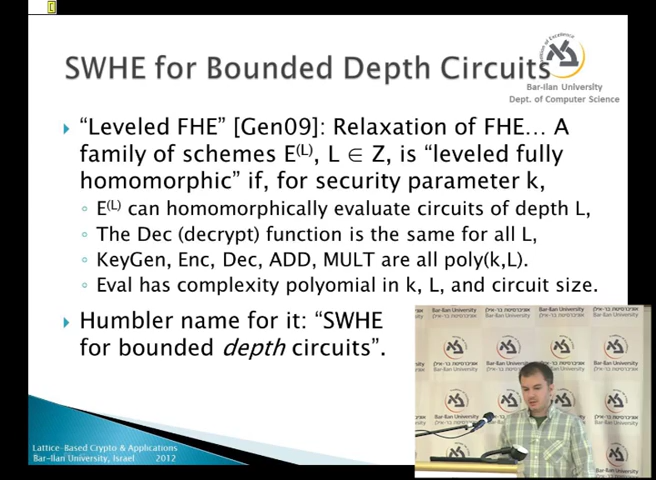 SWHE for Bounded Depth Circuits
Bar-Ilan University
Dept. of Computer Science
“Leveled FHE” [Gen09]: Relaxation of FHE… A
family of schemes E(L), L ∈ Z, is “leveled fully
homomorphic” if, for security parameter k,
E(L) can homomorphically evaluate circuits of depth L,
The Dec (decrypt) function is the same for all L,
KeyGen, Enc, Dec, ADD, MULT are all poly(k,L).
Eval has complexity polyomial in k, L, and circuit size.
Humbler name for it: “SWHE
for bounded depth circuits”.
Lattice-Based Crypto & Applications
Bar-Ilan University, Israel 2012